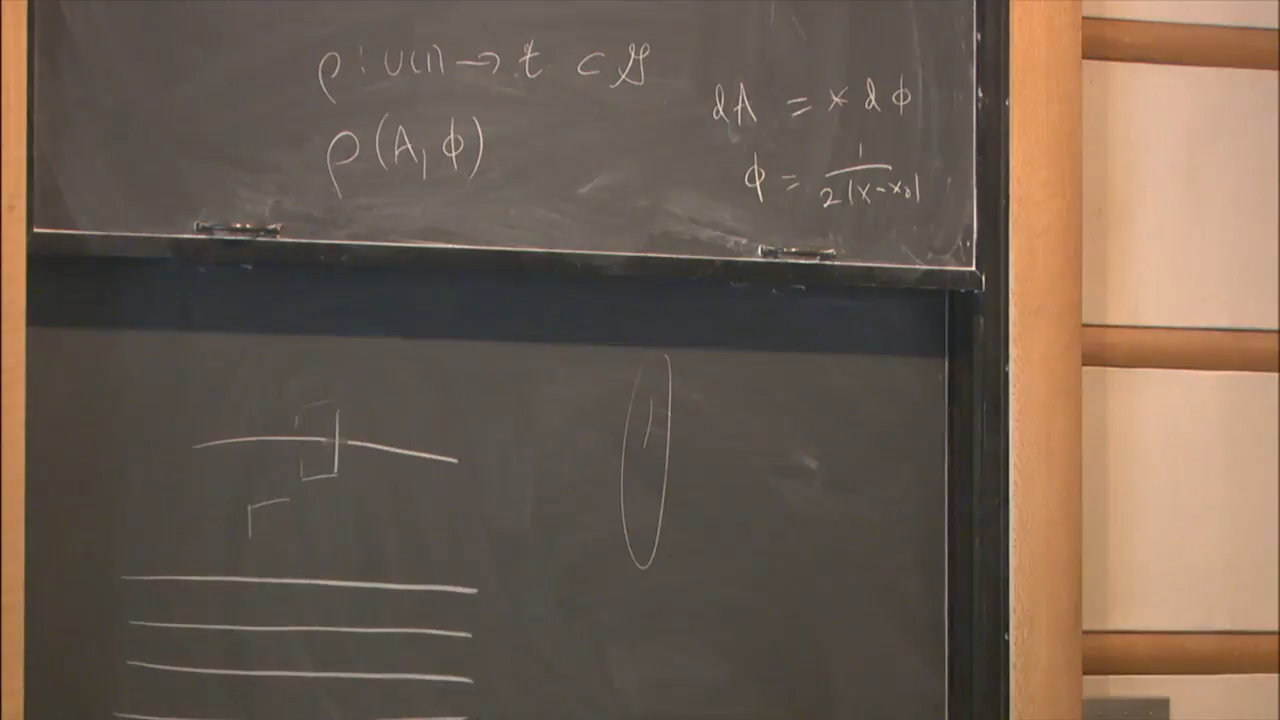 ρ : u(1) → t ⊂ g
ρ(A, ϕ)
dA = * dϕ
ϕ = 1 / 2|x-x₀|